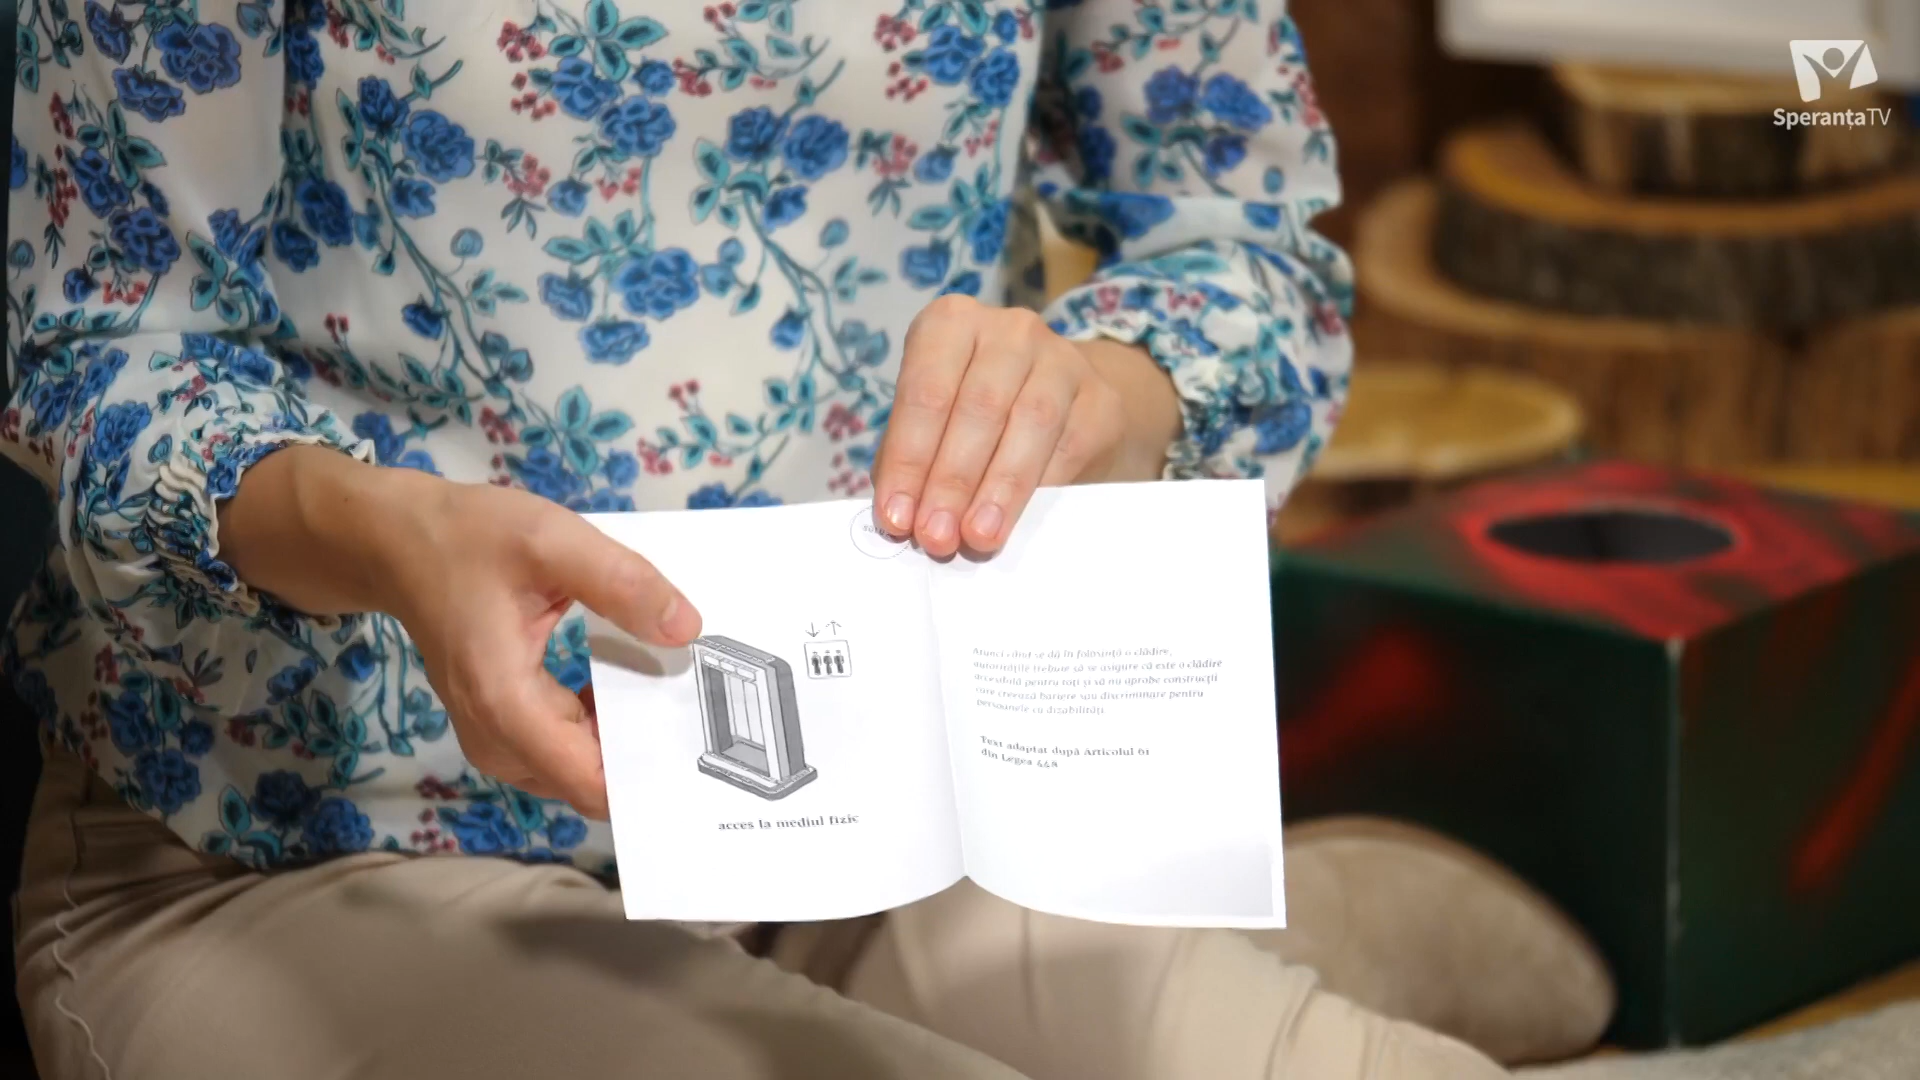 SperanțaTV
acces la mediul fizic
Atunci când se dă în folosință o clădire,
autoritățile trebuie să se asigure că este o clădire
accesibilă pentru toți și să nu aprobe construcții
care creează bariere sau discriminare pentru
persoanele cu dizabilități
Text adaptat după Articolul 61
din Legea 448